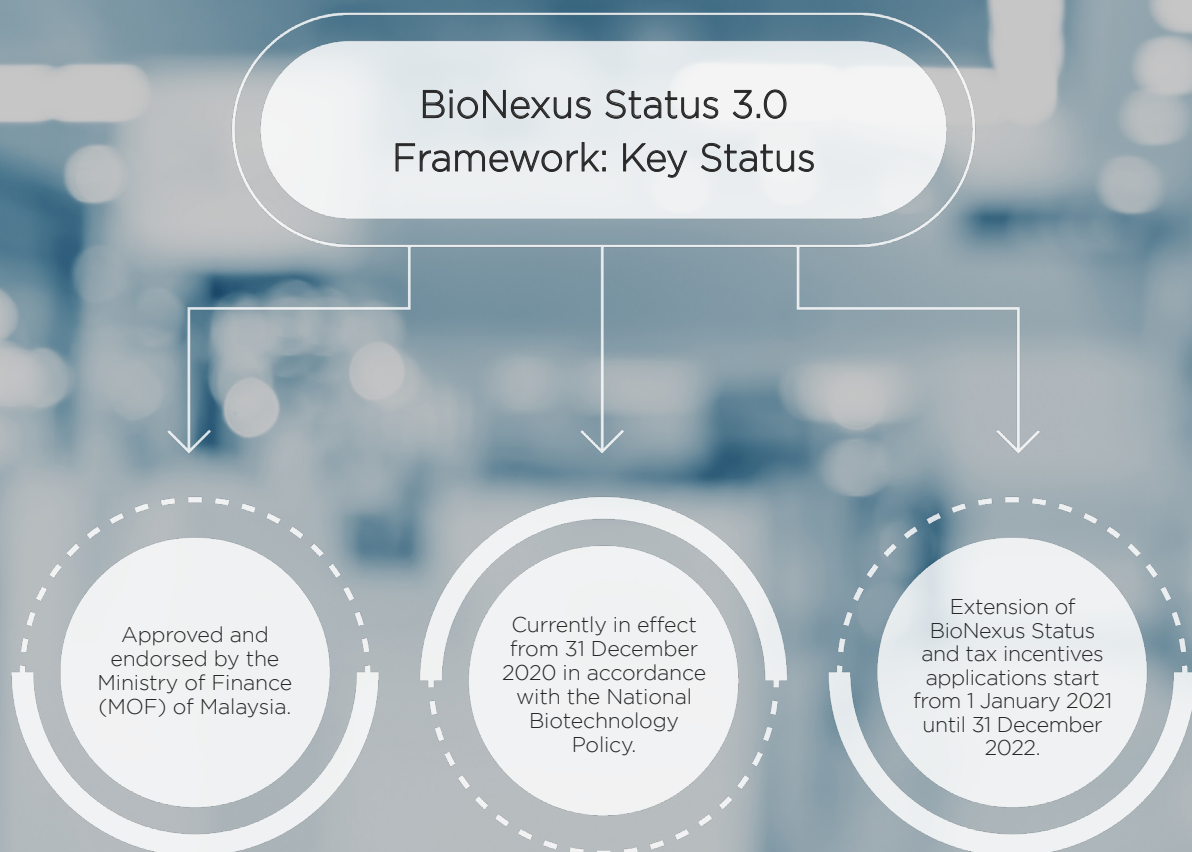 BioNexus Status 3.0
Framework: Key Status
Approved and
endorsed by the
Ministry of Finance
(MOF) of Malaysia.
Currently in effect
from 31 December
2020 in accordance
with the National
Biotechnology
Policy.
Extension of
BioNexus Status
and tax incentives
applications start
from 1 January 2021
until 31 December
2022.